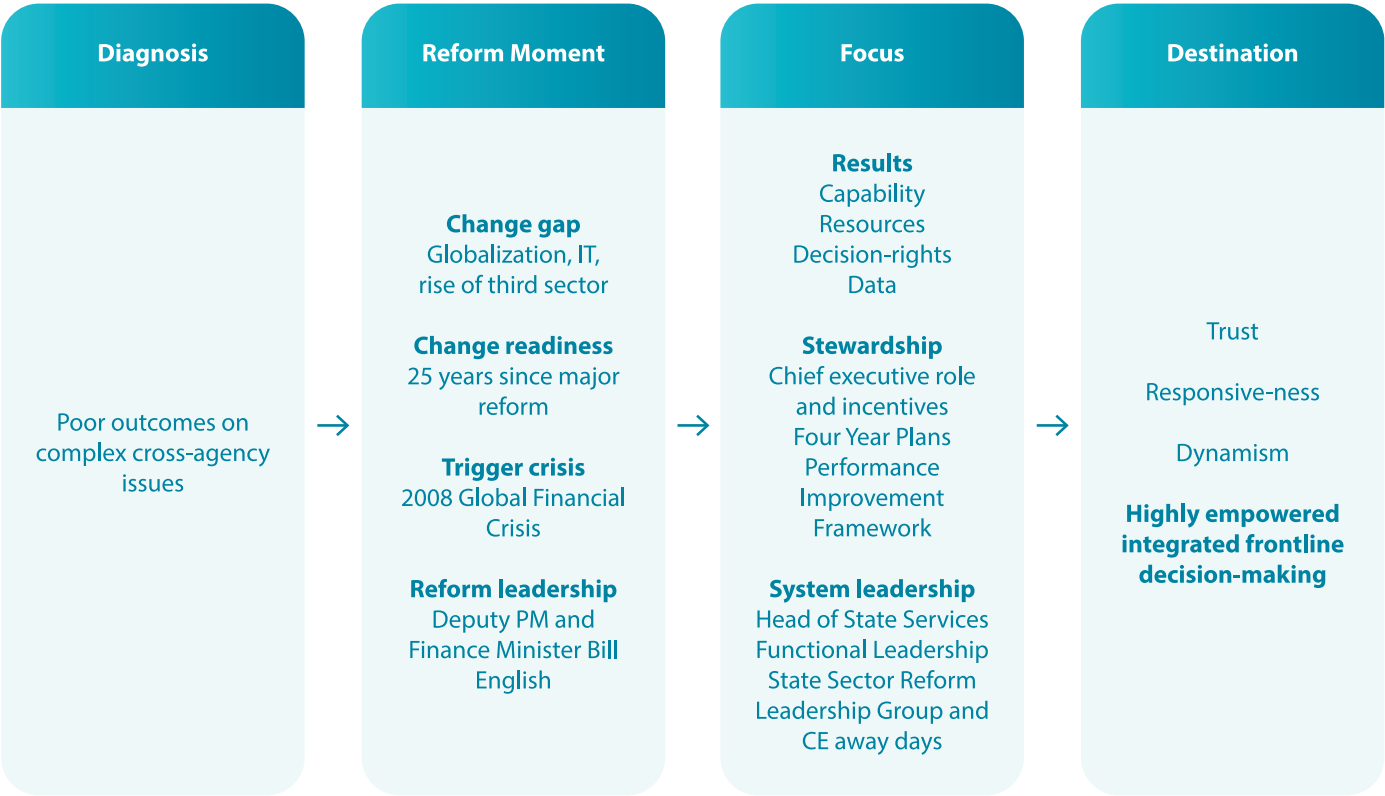 Diagnosis
Poor outcomes on
complex cross-agency
issues
Reform Moment
Change gap
Globalization, IT,
rise of third sector
Change readiness
25 years since major
reform
Trigger crisis
2008 Global Financial
Crisis
Reform leadership
Deputy PM and
Finance Minister Bill
English
Focus
Results
Capability
Resources
Decision-rights
Data
Stewardship
Chief executive role
and incentives
Four Year Plans
Performance
Improvement
Framework
System leadership
Head of State Services
Functional Leadership
State Sector Reform
Leadership Group and
CE away days
Destination
Trust
Responsive-ness
Dynamism
Highly empowered
integrated frontline
decision-making